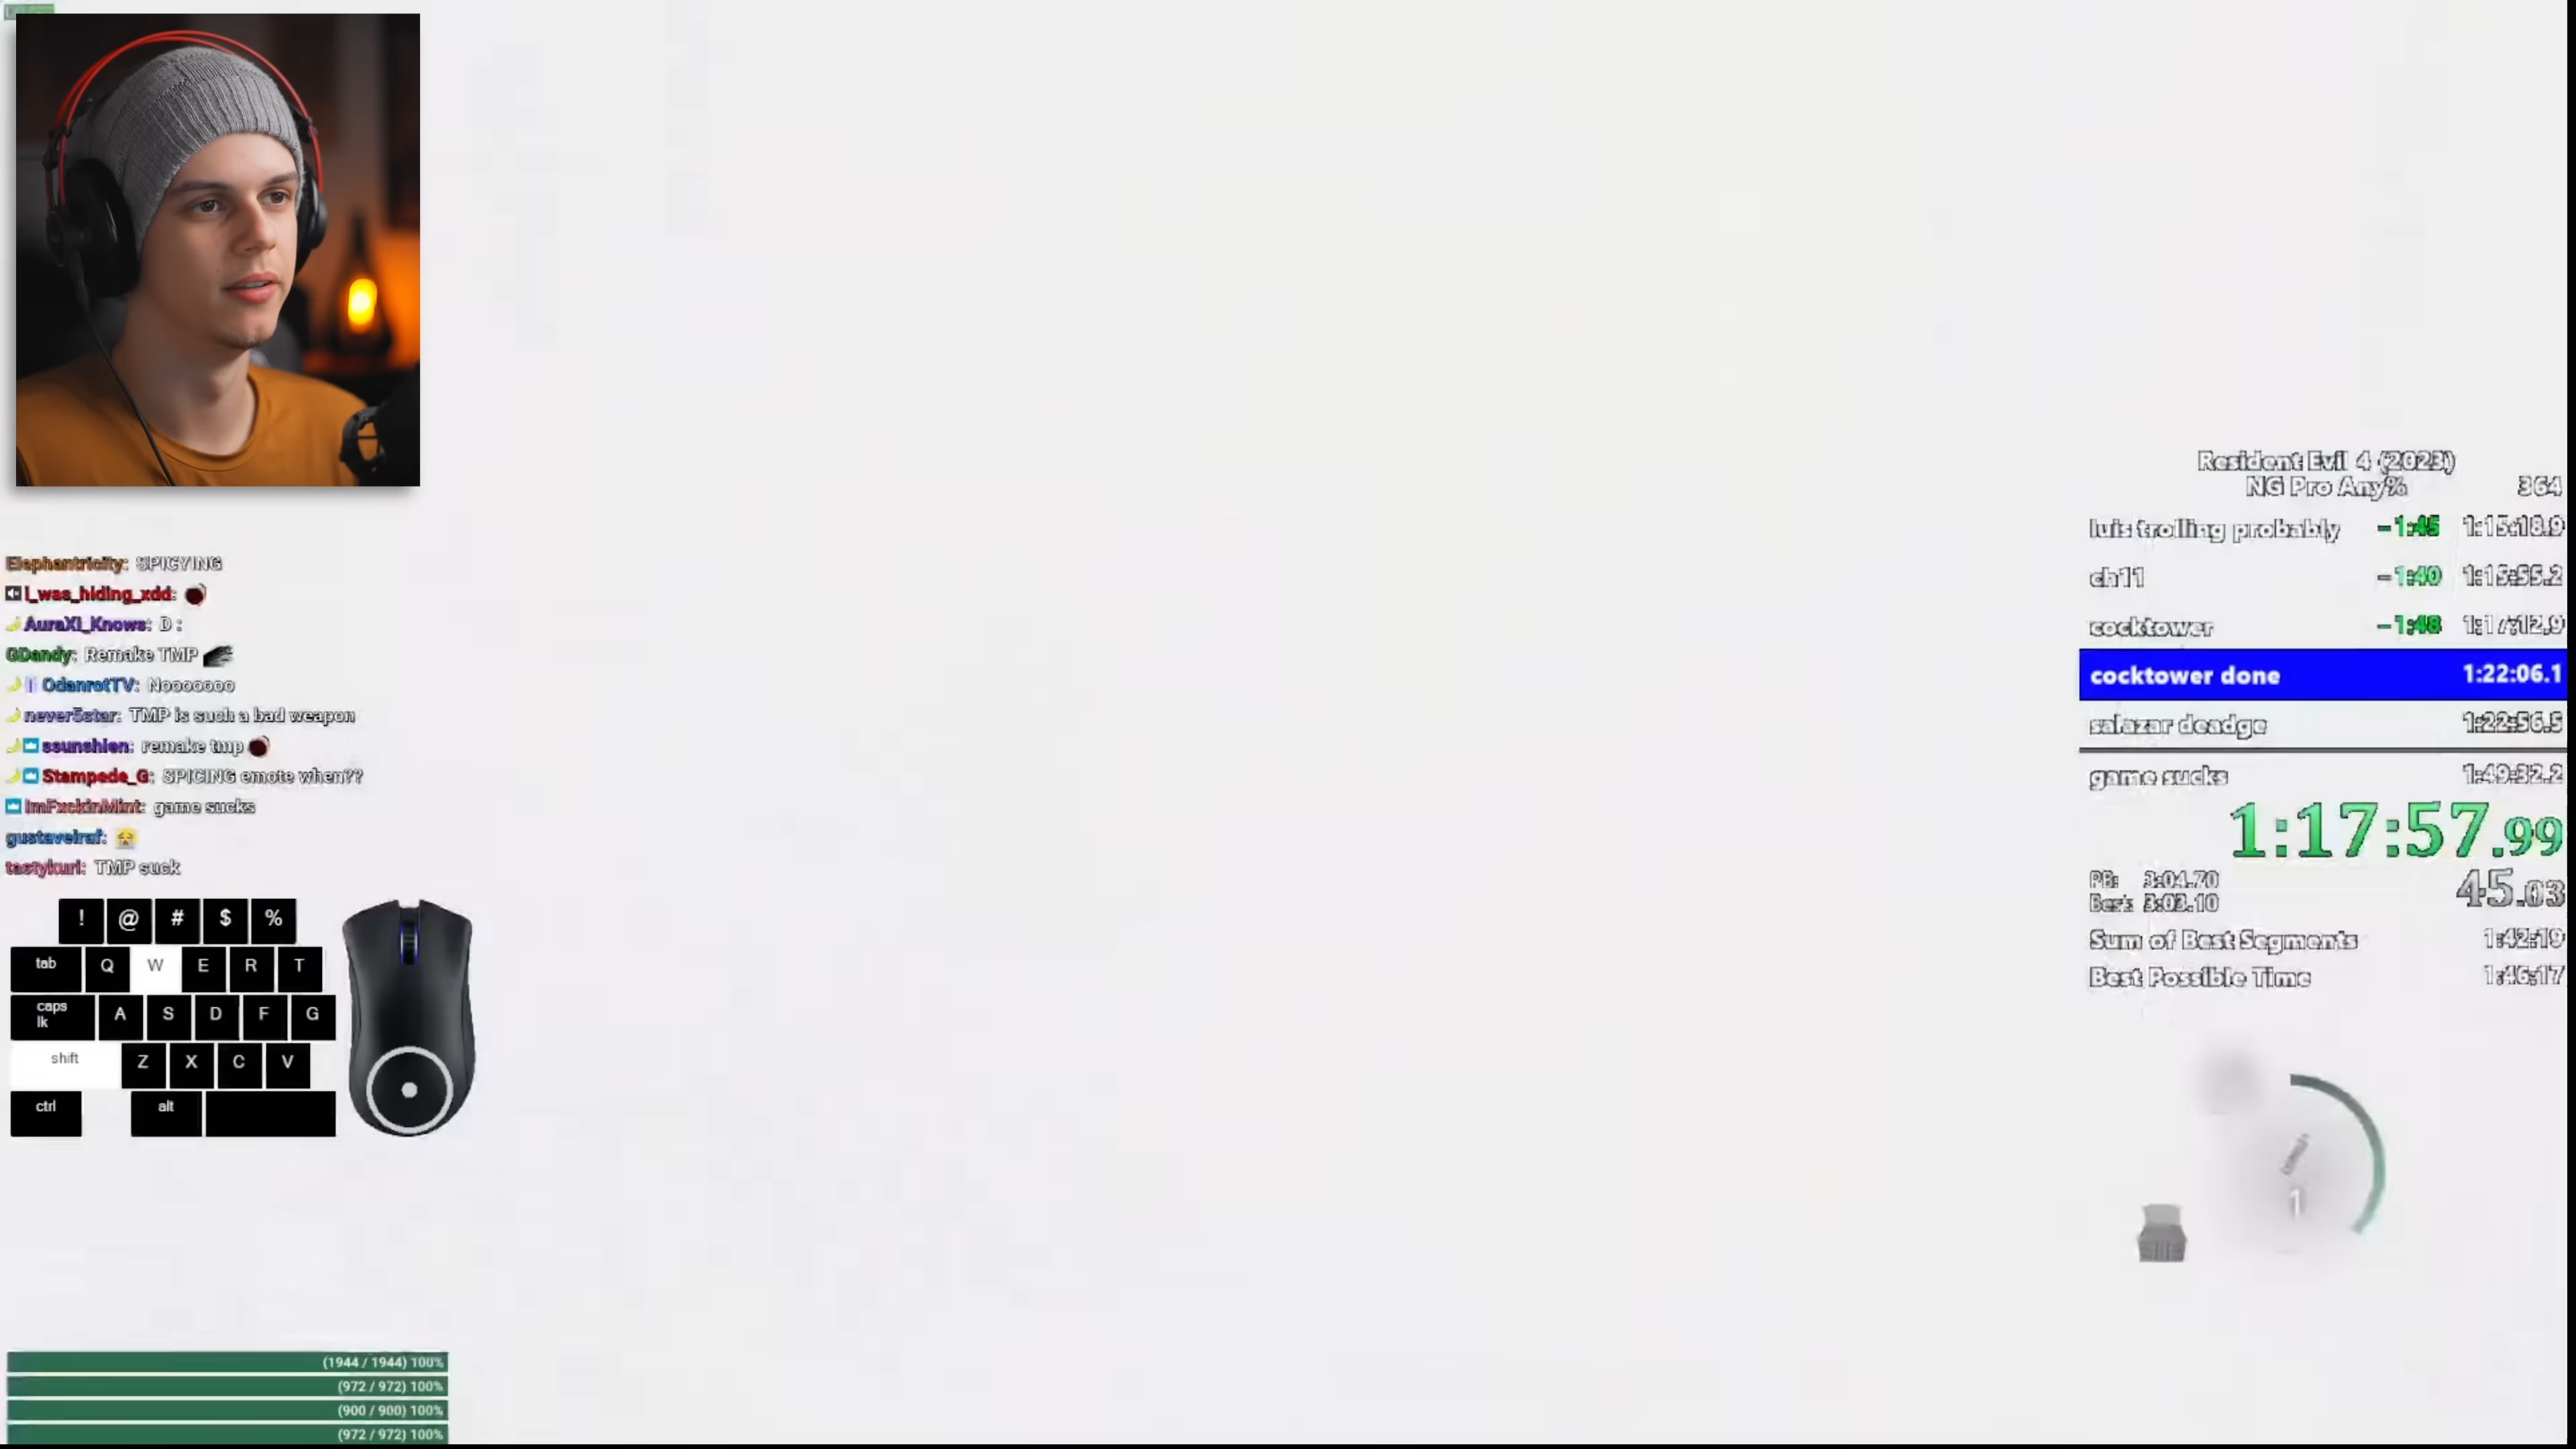 Elephantricity: SPICYING
i_was_hiding_xdd:
AuraXI_Knows: D :
GDandy: Remake TMP
OdanrotTV: Nooooooo
never5star: TMP is such a bad weapon
ssunshien: remake tmp
Stampede_G: SPICING emote when??
ImFxckinMint: game sucks
gustaveiraf:
tastykuri: TMP suck
! @ # $ %
tab Q W E R T
caps lk A S D F G
shift Z X C V
ctrl alt
(1944 / 1944) 100%
(972 / 972) 100%
(900 / 900) 100%
(972 / 972) 100%
Resident Evil 4 (2023)
NG Pro Any% 364
luis trolling probably -1:45 1:15:18.9
ch11 -1:40 1:15:55.2
cocktower -1:48 1:17:12.9
cocktower done 1:22:06.1
salazar deadge 1:22:56.5
game sucks 1:49:32.2
1:17:57.99
PB: 3:04.70 45.03
Best: 3:03.10
Sum of Best Segments 1:42:19
Best Possible Time 1:46:17
1